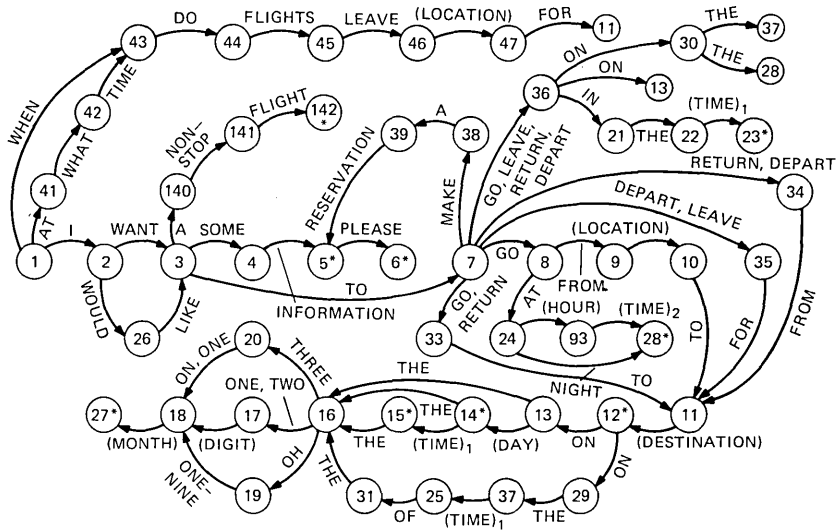 DO FLIGHTS LEAVE (LOCATION) FOR
43 44 45 46 47 11
ON 30 THE 37
THE 28
ON 13
36
IN 21 THE 22 (TIME)₁ 23*
WHEN
TIME
42
WHAT
41
AT
NON-
STOP
FLIGHT
141 142
*
140
A
39 38
RESERVATION
MAKE
GO, LEAVE,
RETURN,
DEPART
RETURN, DEPART
34
DEPART, LEAVE
35
I WANT A SOME PLEASE
1 2 3 4 5* 6* 7 GO 8 (LOCATION) 9 10
INFORMATION
FROM
TO
WOULD
26
LIKE
GO,
RETURN
33
AT
24 (HOUR) 93 (TIME)₂ 28*
NIGHT
TO
TO
FOR
FROM
20
ON, ONE
THREE
THE
ONE, TWO
THE
27* 18 17 16 15* 14* 13 12* 11
(MONTH) (DIGIT) THE (TIME)₁ (DAY) ON (DESTINATION)
ONE-
NINE
19
OH
THE
31 OF 25 (TIME)₁ 37 THE 29
ON